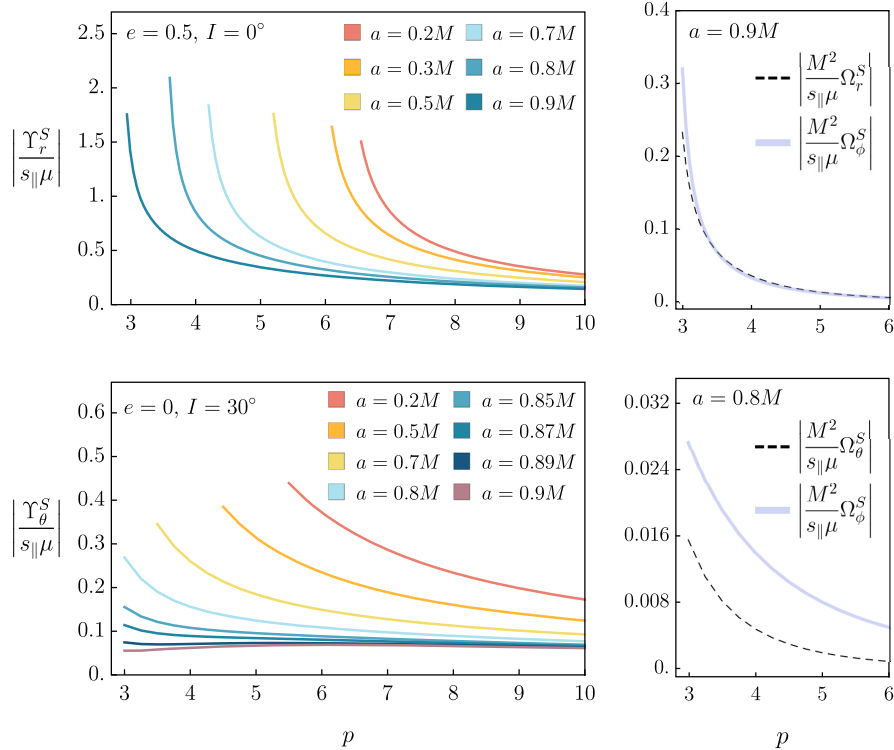 e = 0.5, I = 0°
a = 0.2M a = 0.7M
a = 0.3M a = 0.8M
a = 0.5M a = 0.9M
|Υ_r^S / s_∥μ|
2.5
2.
1.5
1.
0.5
0.
3 4 5 6 7 8 9 10
a = 0.9M
|M² / s_∥μ Ω_r^S|
|M² / s_∥μ Ω_ϕ^S|
0.4
0.3
0.2
0.1
0.
3 4 5 6
e = 0, I = 30°
a = 0.2M a = 0.85M
a = 0.5M a = 0.87M
a = 0.7M a = 0.89M
a = 0.8M a = 0.9M
|Υ_θ^S / s_∥μ|
0.6
0.5
0.4
0.3
0.2
0.1
0.
3 4 5 6 7 8 9 10
p
a = 0.8M
|M² / s_∥μ Ω_θ^S|
|M² / s_∥μ Ω_ϕ^S|
0.032
0.024
0.016
0.008
0.
3 4 5 6
p